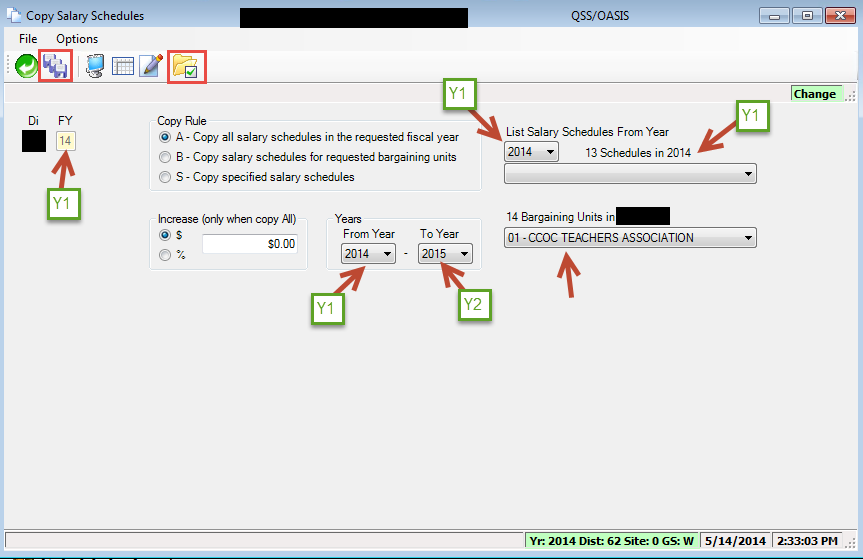 Copy Salary Schedules QSS/OASIS
File Options
Change
Di FY
14
Y1
Copy Rule
A - Copy all salary schedules in the requested fiscal year
B - Copy salary schedules for requested bargaining units
S - Copy specified salary schedules
Y1
Y1
List Salary Schedules From Year
2014 13 Schedules in 2014
Increase (only when copy All)
$ $0.00
%
Years
From Year To Year
2014 - 2015
Y1 Y2
14 Bargaining Units in
01 - CCOC TEACHERS ASSOCIATION
Yr: 2014 Dist: 62 Site: 0 GS: W 5/14/2014 2:33:03 PM